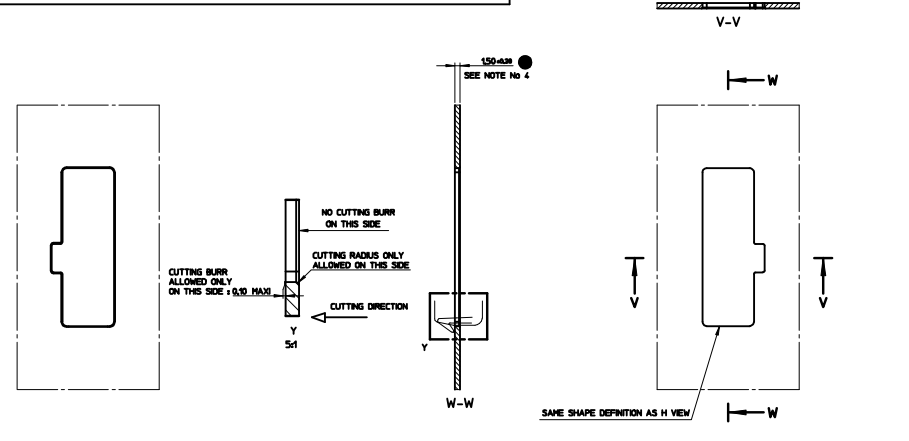 V-V
1.50±0.20
SEE NOTE No 4
W
NO CUTTING BURR
ON THIS SIDE
CUTTING RADIUS ONLY
ALLOWED ON THIS SIDE
CUTTING BURR
ALLOWED ONLY
ON THIS SIDE : 0.10 MAXI
CUTTING DIRECTION
Y
5:1
Y
W-W
V
V
SAME SHAPE DEFINITION AS H VIEW
W